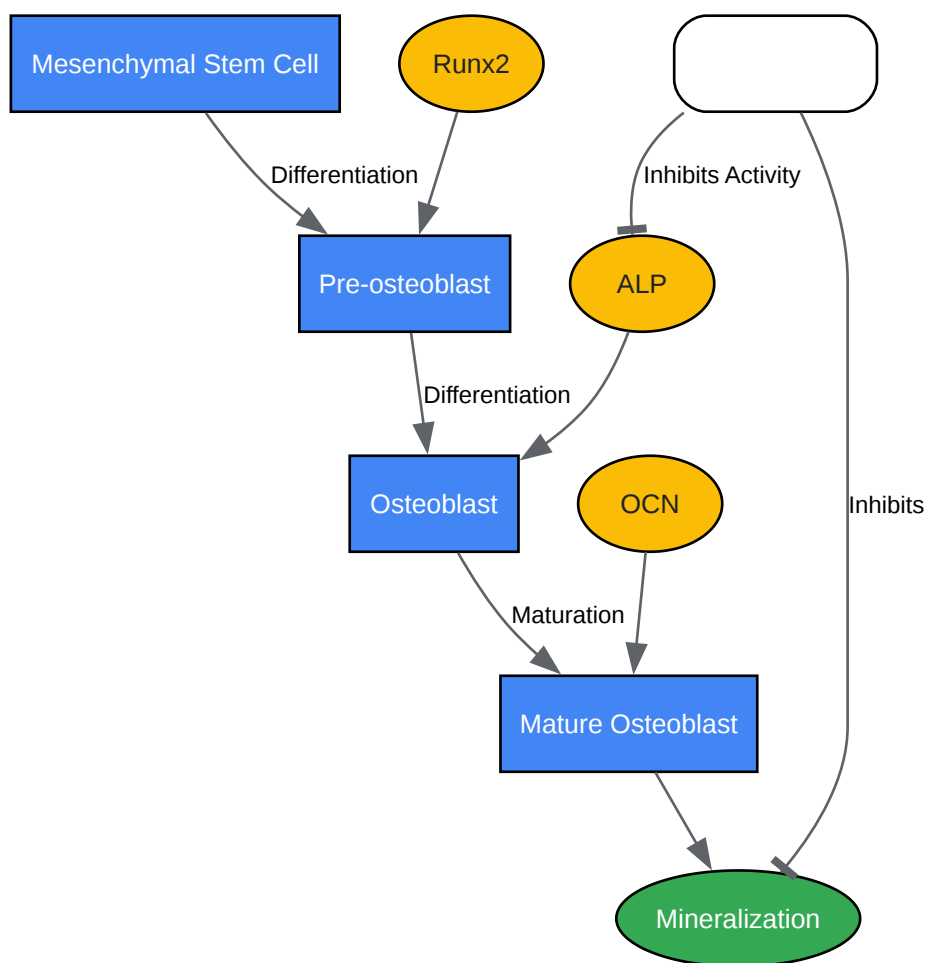 Mesenchymal Stem Cell
Runx2
Differentiation
Inhibits Activity
Pre-osteoblast
ALP
Differentiation
Osteoblast
OCN
Inhibits
Maturation
Mature Osteoblast
Mineralization